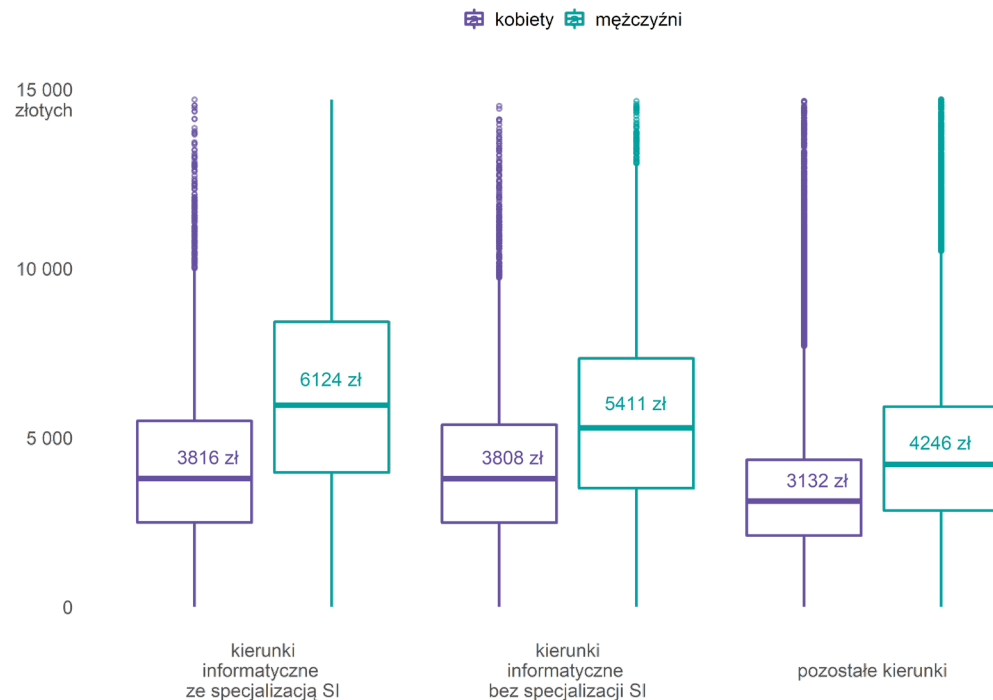 kobiety mężczyźni
15 000
złotych
10 000
5 000
0
6124 zł
3816 zł
5411 zł
3808 zł
4246 zł
3132 zł
kierunki
informatyczne
ze specjalizacją SI
kierunki
informatyczne
bez specjalizacji SI
pozostałe kierunki